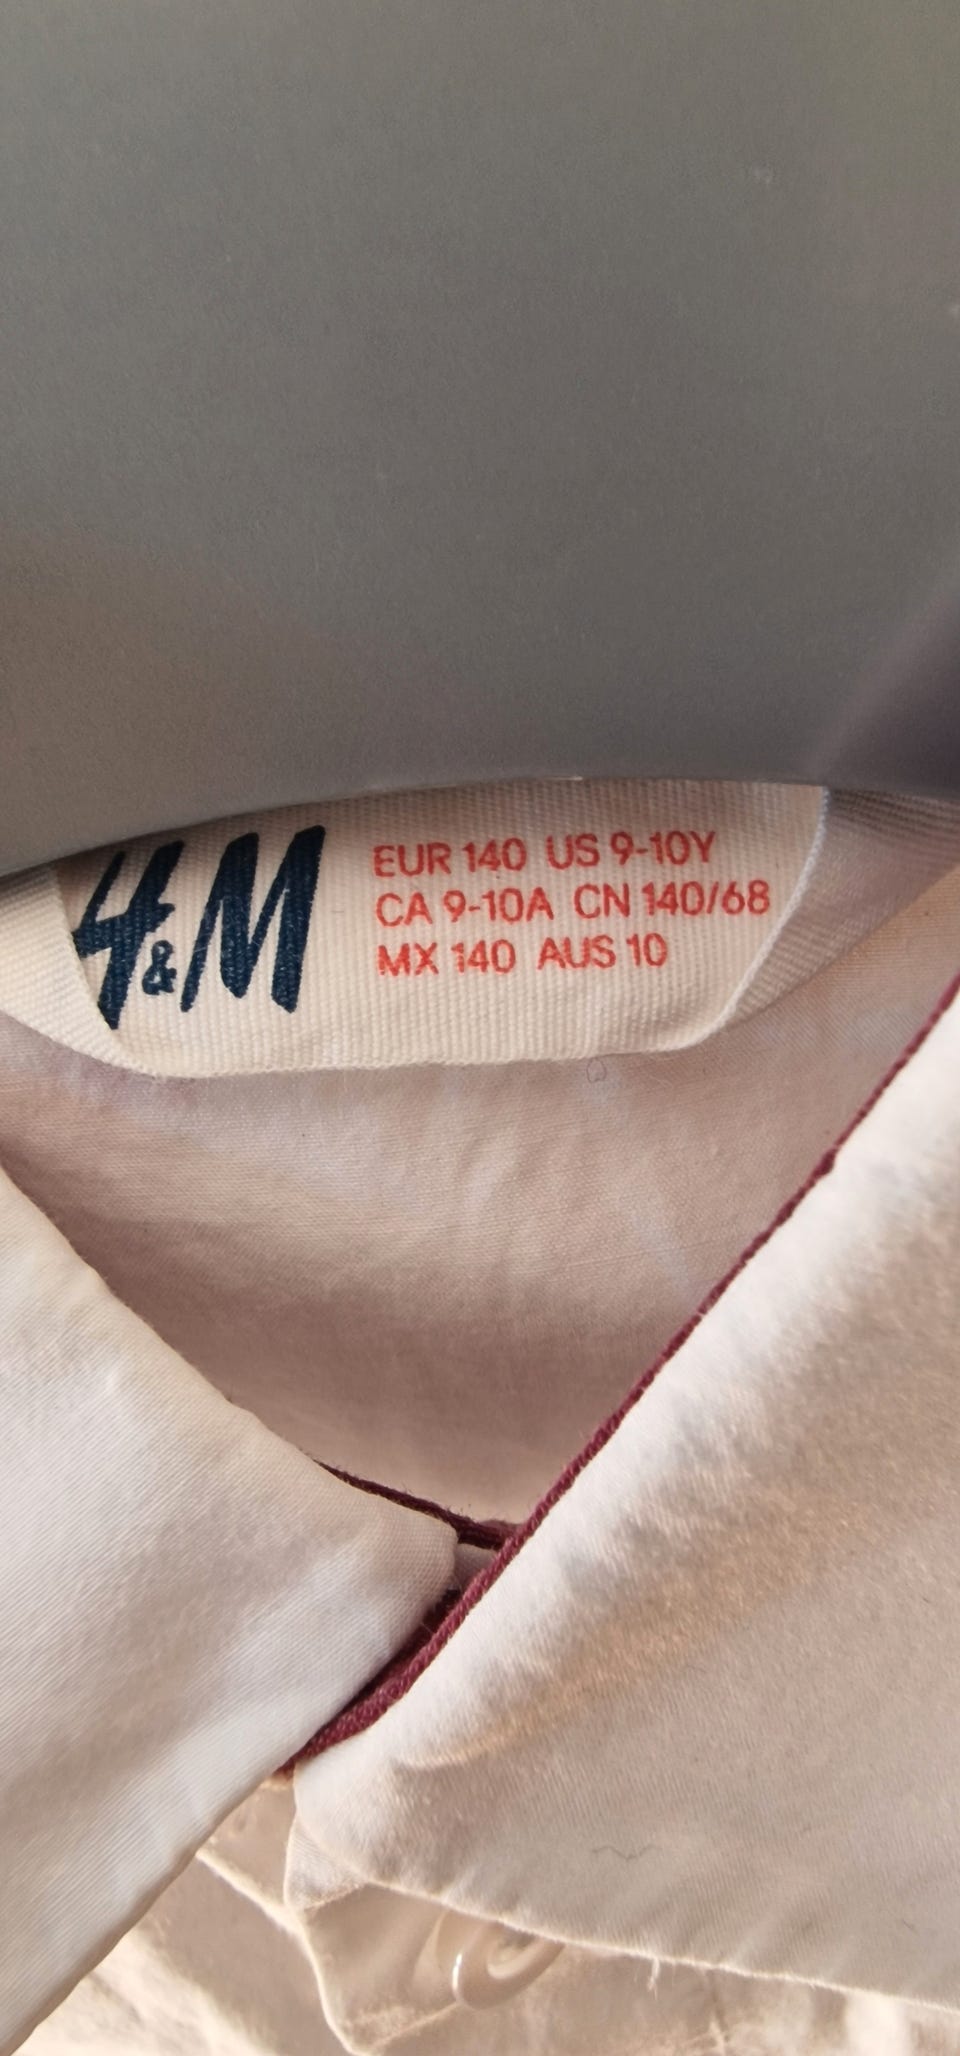 H&M
EUR 140 US 9-10Y
CA 9-10A CN 140/68
MX 140 AUS 10